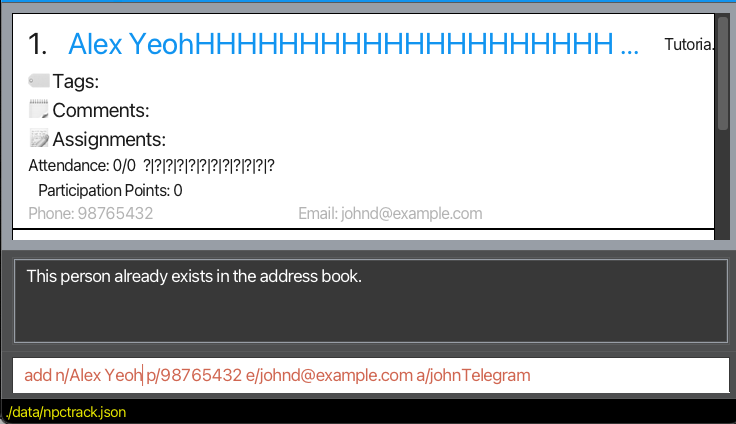 1. Alex YeohHHHHHHHHHHHHHHHHHHHH ... Tutoria.
Tags:
Comments:
Assignments:
Attendance: 0/0 ?|?|?|?|?|?|?|?|?|?|?|?
Participation Points: 0
Phone: 98765432 Email: johnd@example.com
This person already exists in the address book.
add n/Alex Yeoh p/98765432 e/johnd@example.com a/johnTelegram
./data/npctrack.json